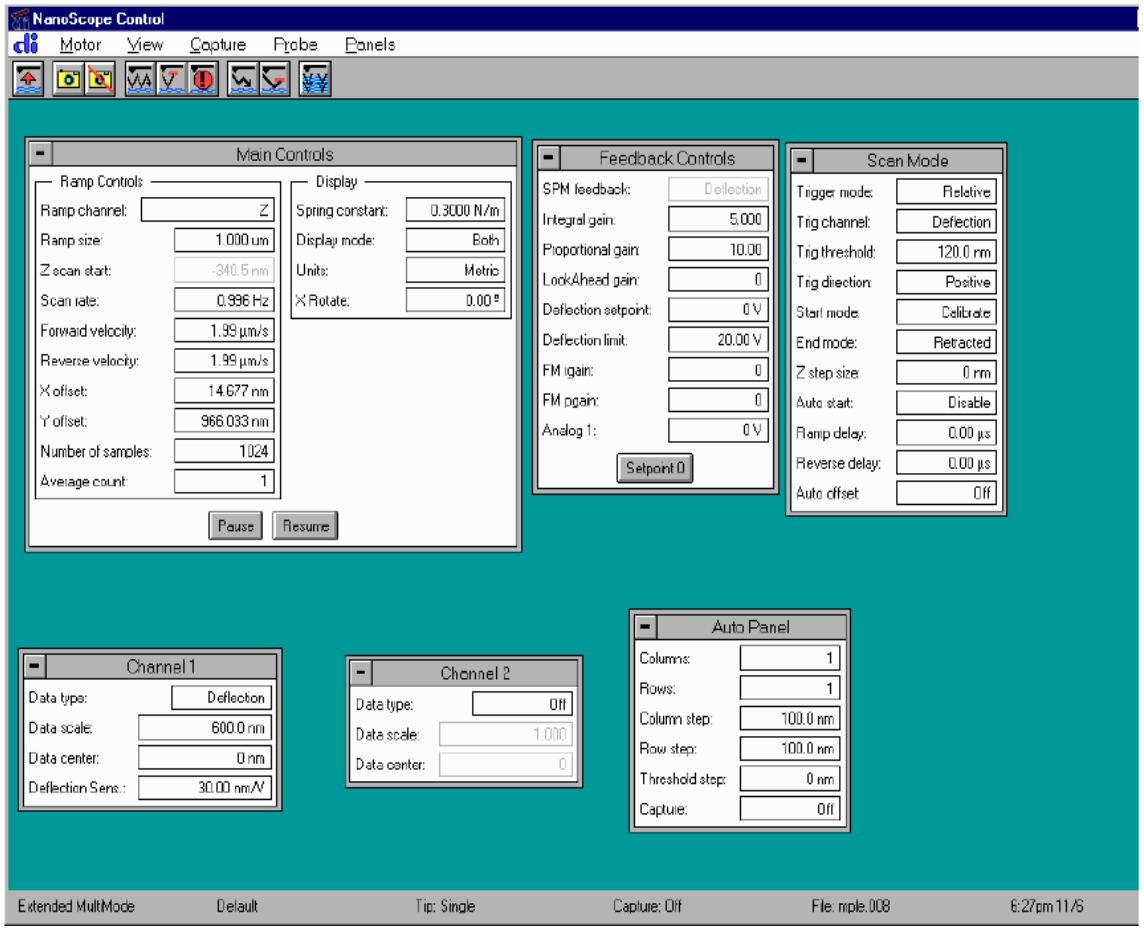 NanoScope Control
di Motor View Capture Probe Panels
Main Controls
Ramp Controls
Ramp channel: Z
Ramp size: 1.000 um
Z scan start: -340.5 nm
Scan rate: 0.996 Hz
Forward velocity: 1.99 µm/s
Reverse velocity: 1.99 µm/s
X offset: 14.677 nm
Y offset: 966.033 nm
Number of samples: 1024
Average count: 1
Display
Spring constant: 0.3000 N/m
Display mode: Both
Units: Metric
X Rotate: 0.00 º
Pause Resume
Feedback Controls
SPM feedback: Deflection
Integral gain: 5.000
Proportional gain: 10.00
LookAhead gain: 0
Deflection setpoint: 0 V
Deflection limit: 20.00 V
FM igain: 0
FM pgain: 0
Analog 1: 0 V
Setpoint 0
Scan Mode
Trigger mode: Relative
Trig channel: Deflection
Trig threshold: 120.0 nm
Trig direction: Positive
Start mode: Calibrate
End mode: Retracted
Z step size: 0 nm
Auto start: Disable
Ramp delay: 0.00 µs
Reverse delay: 0.00 µs
Auto offset: Off
Channel 1
Data type: Deflection
Data scale: 600.0 nm
Data center: 0 nm
Deflection Sens.: 30.00 nm/V
Channel 2
Data type: Off
Data scale: 1.000
Data center: 0
Auto Panel
Columns: 1
Rows: 1
Column step: 100.0 nm
Row step: 100.0 nm
Threshold step: 0 nm
Capture: Off
Extended MultiMode Default Tip: Single Capture: Off File: mple.008 6:27pm 11/6